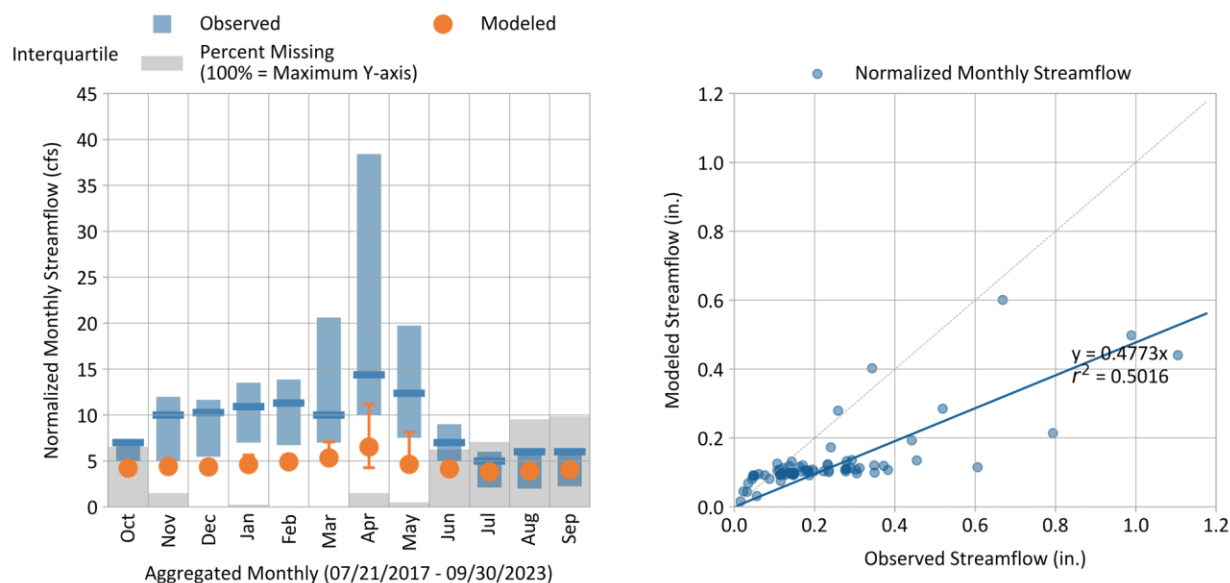 Observed
Modeled
Interquartile
Percent Missing
(100% = Maximum Y-axis)
45
40
35
30
25
20
15
10
5
0
Normalized Monthly Streamflow (cfs)
Oct
Nov
Dec
Jan
Feb
Mar
Apr
May
Jun
Jul
Aug
Sep
Aggregated Monthly (07/21/2017 - 09/30/2023)
Normalized Monthly Streamflow
1.2
1.0
0.8
0.6
0.4
0.2
0.0
Modeled Streamflow (in.)
y = 0.4773x
r² = 0.5016
0.0
0.2
0.4
0.6
0.8
1.0
1.2
Observed Streamflow (in.)